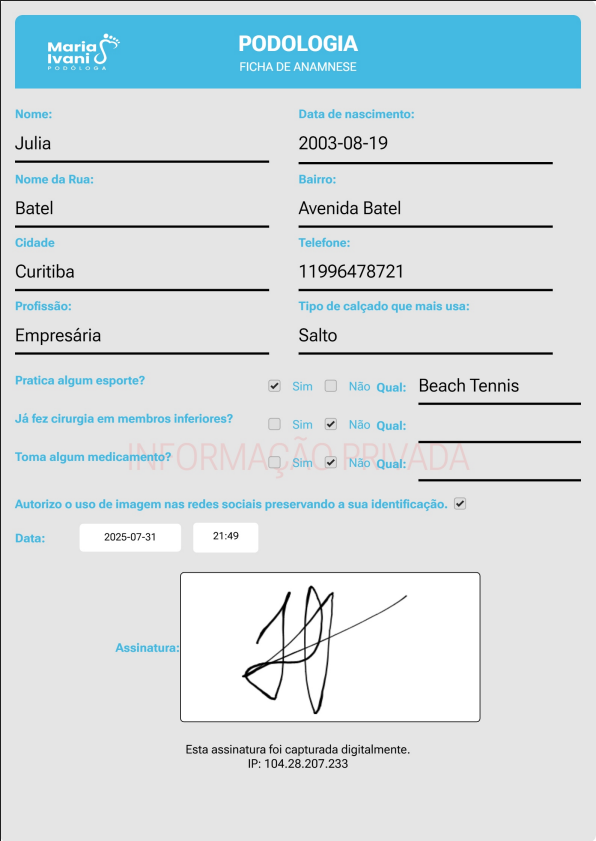 Maria
Ivani
PODÓLOGA
PODOLOGIA
FICHA DE ANAMNESE
Nome: Data de nascimento:
Julia 2003-08-19
Nome da Rua: Bairro:
Batel Avenida Batel
Cidade Telefone:
Curitiba 11996478721
Profissão: Tipo de calçado que mais usa:
Empresária Salto
Pratica algum esporte? Sim Não Qual: Beach Tennis
Já fez cirurgia em membros inferiores? Sim Não Qual:
INFORMAÇÃO PRIVADA
Toma algum medicamento? Sim Não Qual:
Autorizo o uso de imagem nas redes sociais preservando a sua identificação.
Data: 2025-07-31 21:49
Assinatura:
Esta assinatura foi capturada digitalmente.
IP: 104.28.207.233